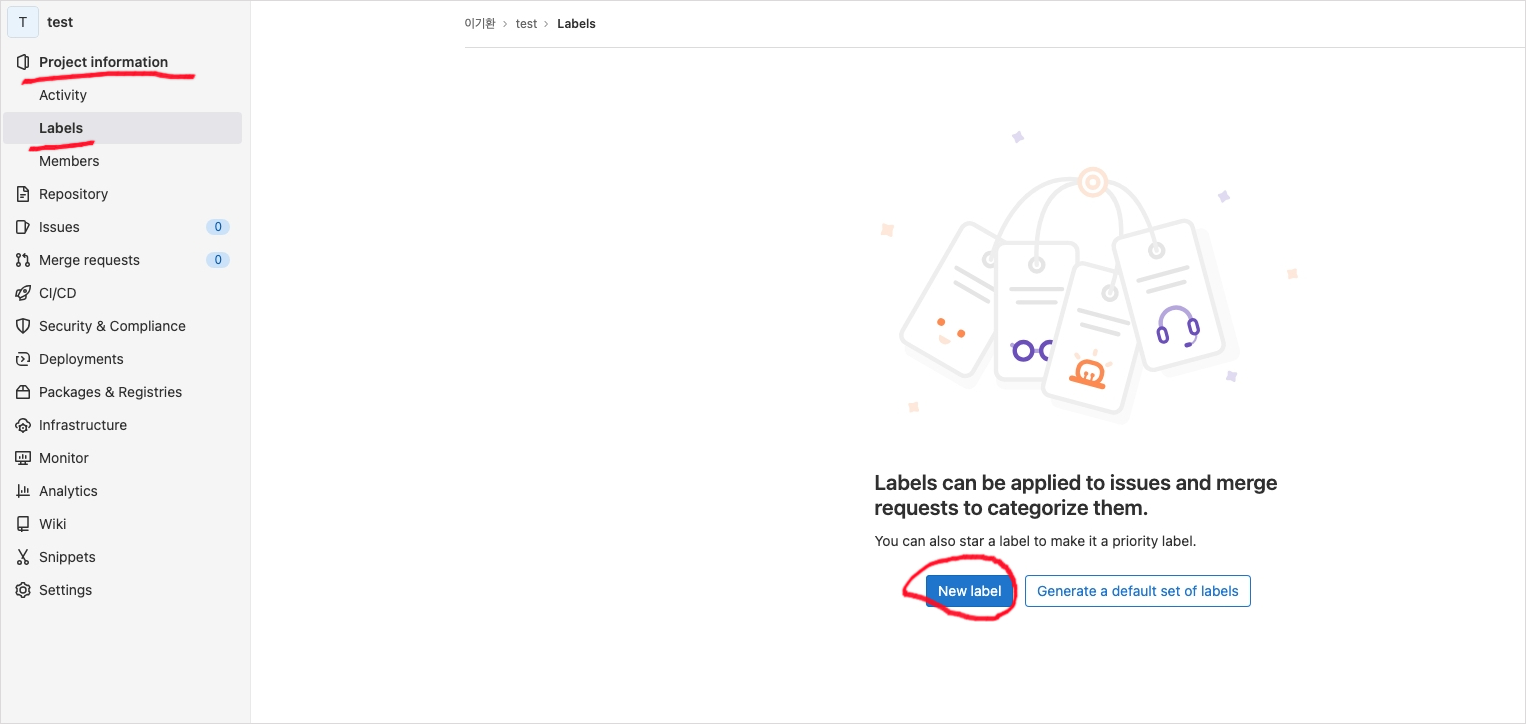 T test
Project information
Activity
Labels
Members
Repository
Issues 0
Merge requests 0
CI/CD
Security & Compliance
Deployments
Packages & Registries
Infrastructure
Monitor
Analytics
Wiki
Snippets
Settings
이기환 > test > Labels
Labels can be applied to issues and merge
requests to categorize them.
You can also star a label to make it a priority label.
New label Generate a default set of labels